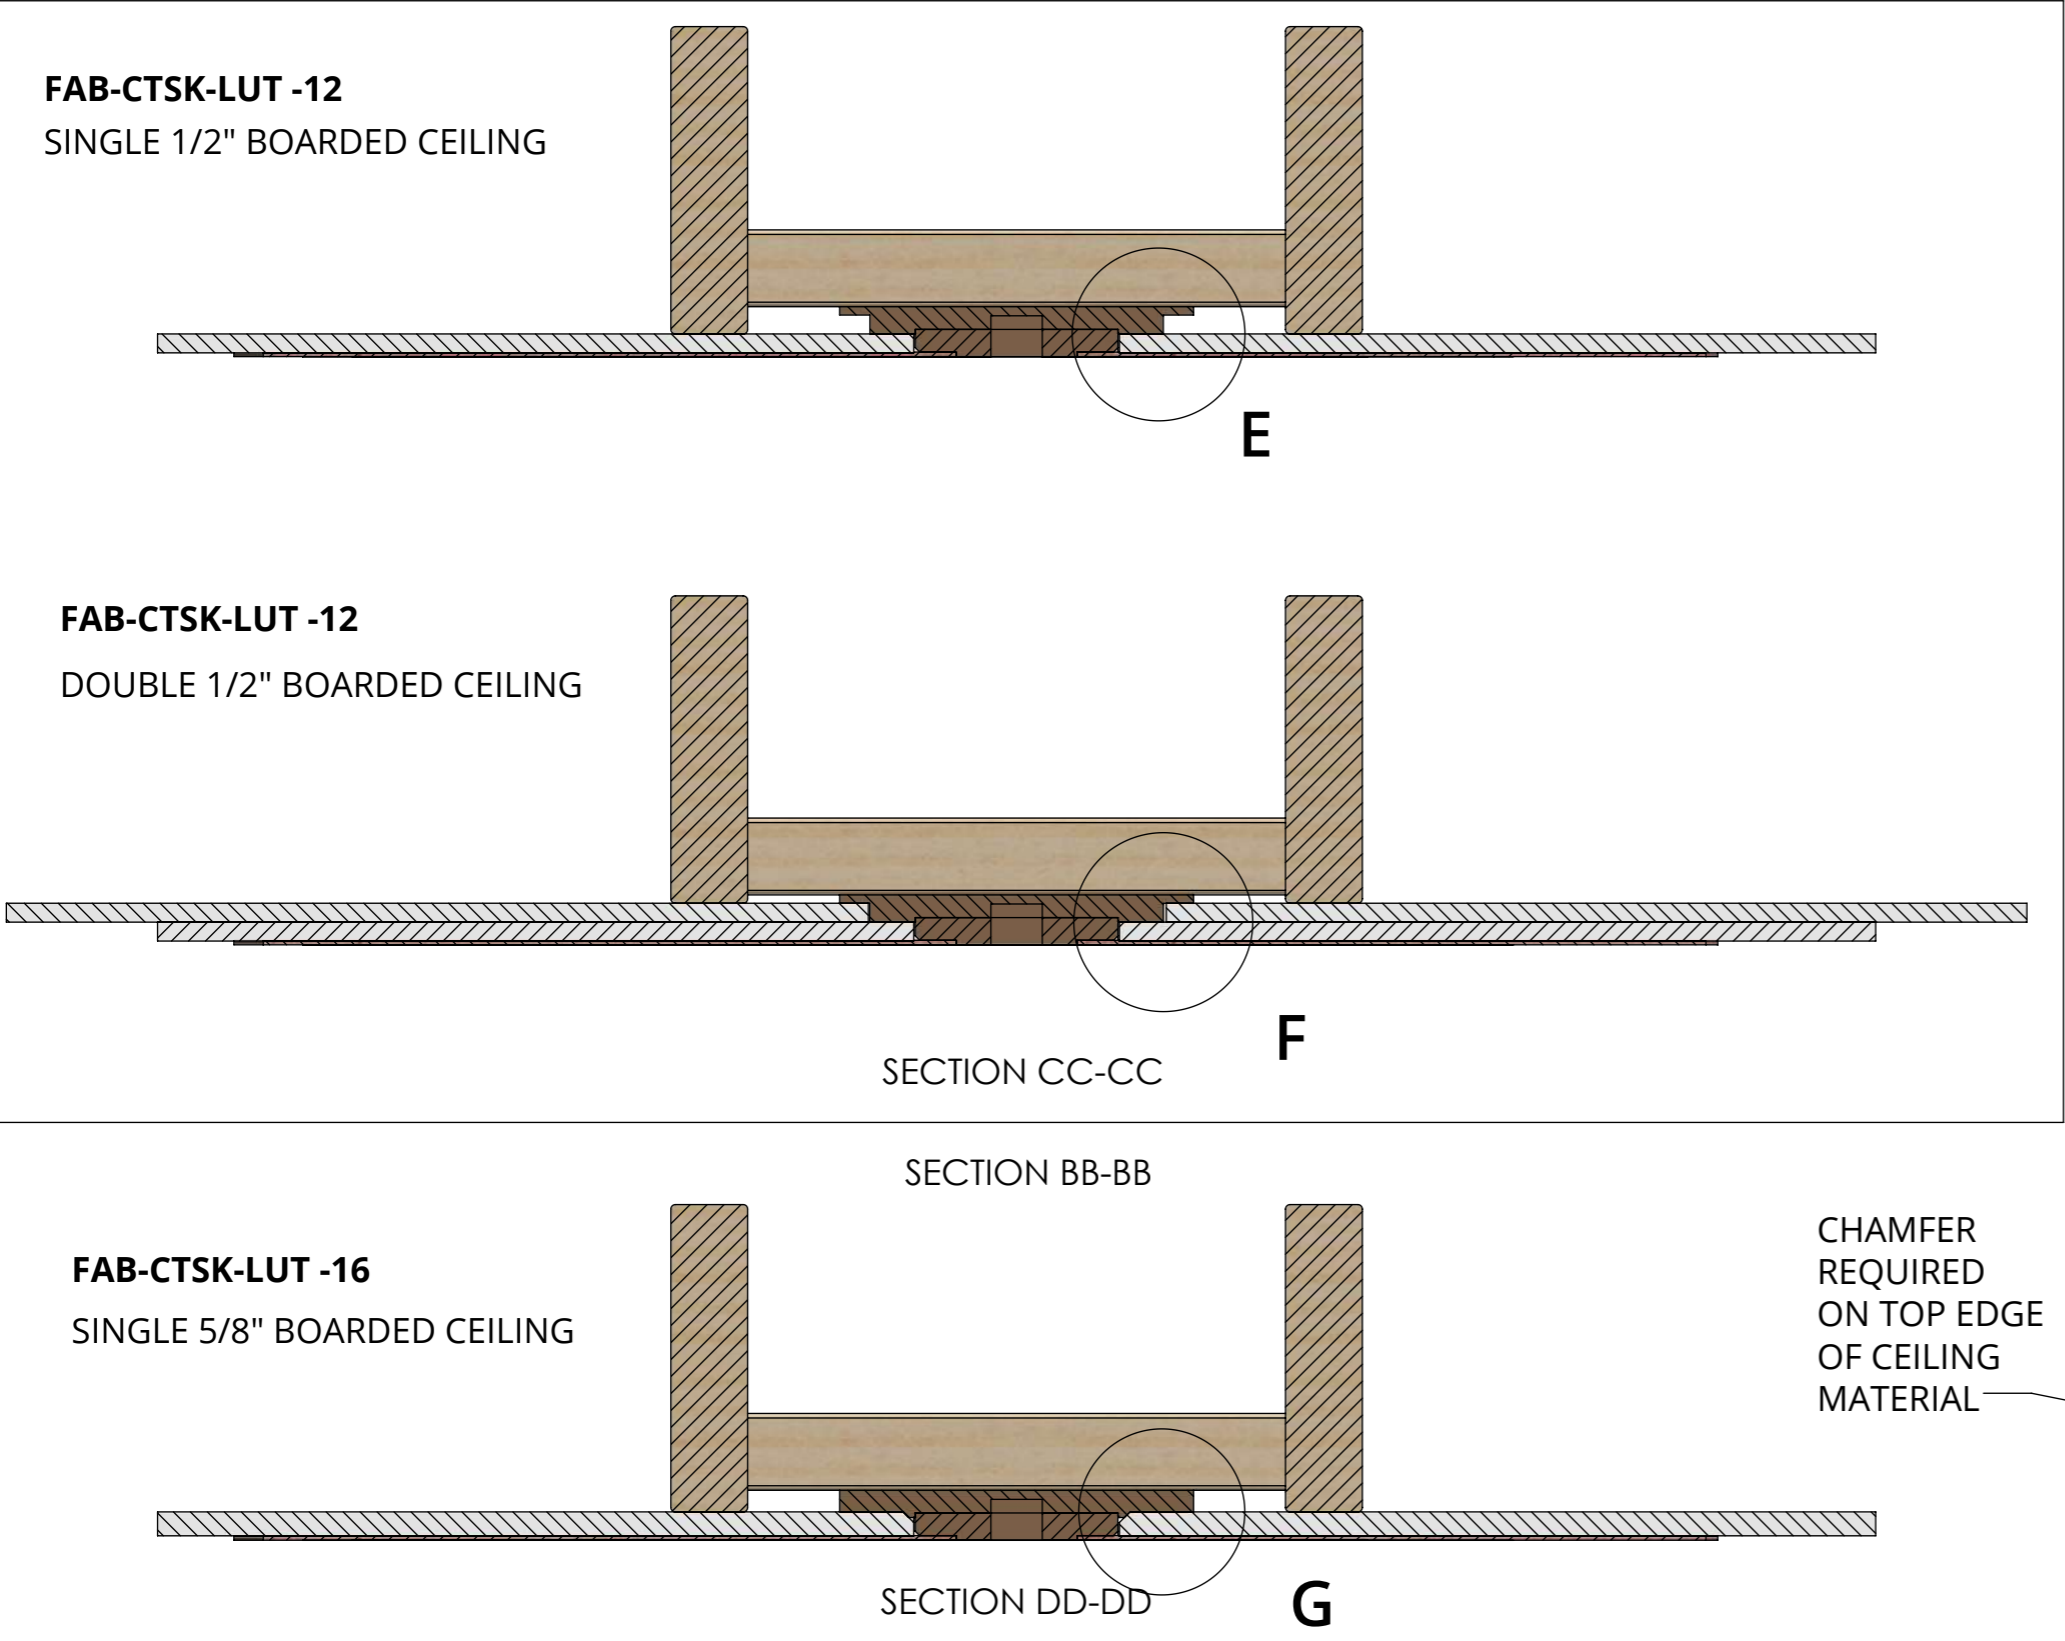 FAB-CTSK-LUT -12
SINGLE 1/2" BOARDED CEILING
E
FAB-CTSK-LUT -12
DOUBLE 1/2" BOARDED CEILING
F
SECTION CC-CC
SECTION BB-BB
FAB-CTSK-LUT -16
SINGLE 5/8" BOARDED CEILING
CHAMFER
REQUIRED
ON TOP EDGE
OF CEILING
MATERIAL
SECTION DD-DD
G